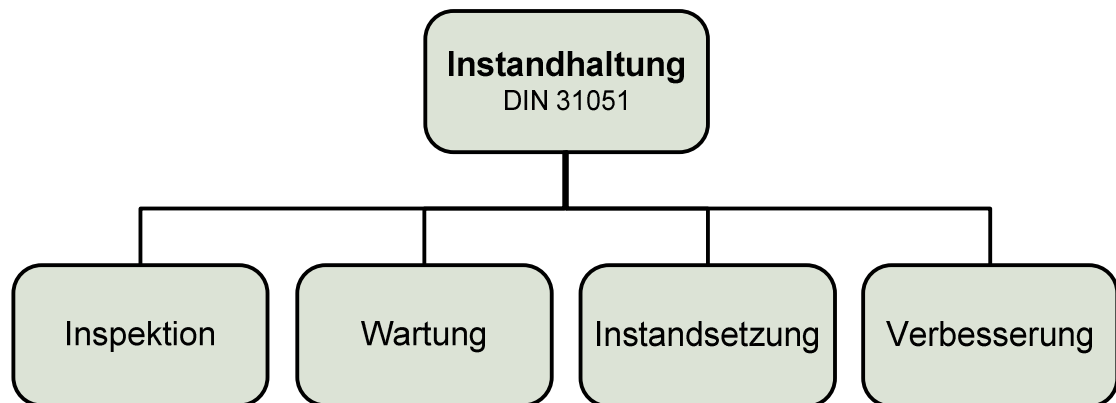 Instandhaltung
DIN 31051
Inspektion
Wartung
Instandsetzung
Verbesserung